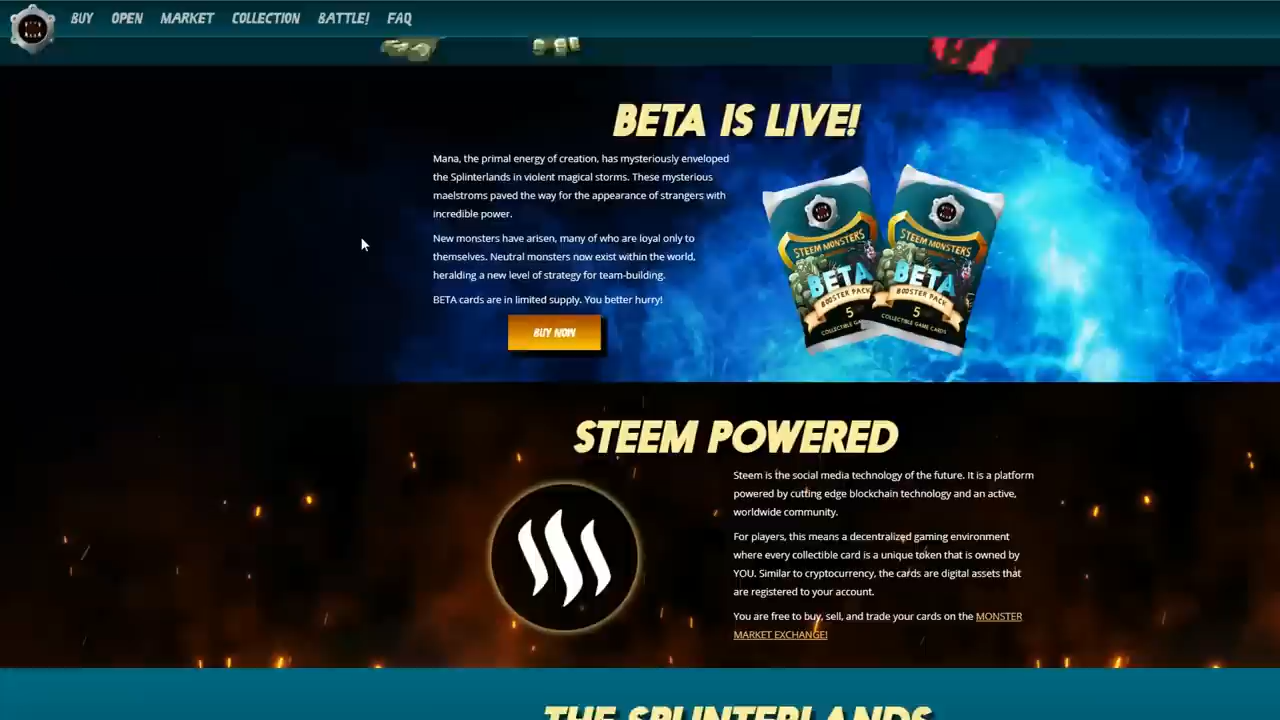 BUY OPEN MARKET COLLECTION BATTLE! FAQ
BETA IS LIVE!
Mana, the primal energy of creation, has mysteriously enveloped
the Splinterlands in violent magical storms. These mysterious
maelstroms paved the way for the appearance of strangers with
incredible power.
New monsters have arisen, many of who are loyal only to
themselves. Neutral monsters now exist within the world,
heralding a new level of strategy for team-building.
BETA cards are in limited supply. You better hurry!
BUY NOW
STEEM MONSTERS
BETA
BOOSTER PACK
5
COLLECTIBLE GA
STEEM MONSTERS
BETA
BOOSTER PACK
5
COLLECTIBLE GAME CARDS
STEEM POWERED
Steem is the social media technology of the future. It is a platform
powered by cutting edge blockchain technology and an active,
worldwide community.
For players, this means a decentralized gaming environment
where every collectible card is a unique token that is owned by
YOU. Similar to cryptocurrency, the cards are digital assets that
are registered to your account.
You are free to buy, sell, and trade your cards on the MONSTER
MARKET EXCHANGE!
THE SPLINTERLANDS